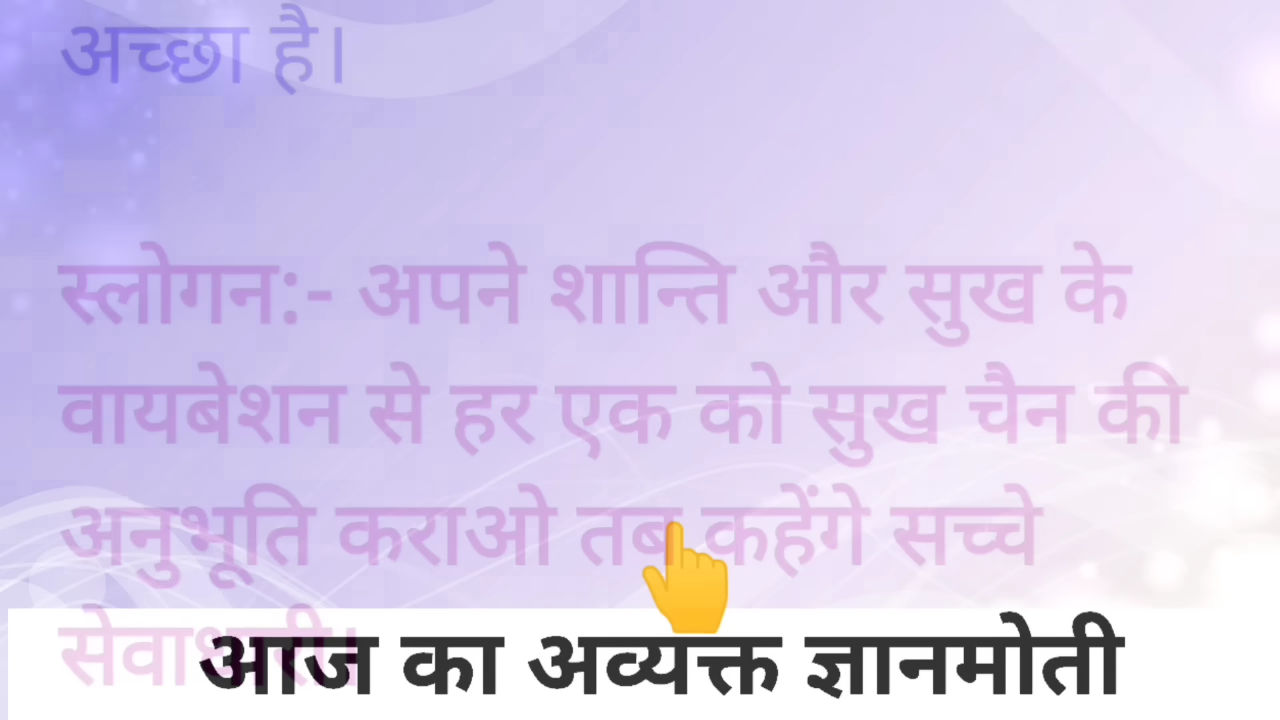 अच्छा है।
स्लोगन:- अपने शान्ति और सुख के
वायबेशन से हर एक को सुख चैन की
अनुभूति कराओ तब कहेंगे सच्चे
सेवाधारी।
आज का अव्यक्त ज्ञानमोती